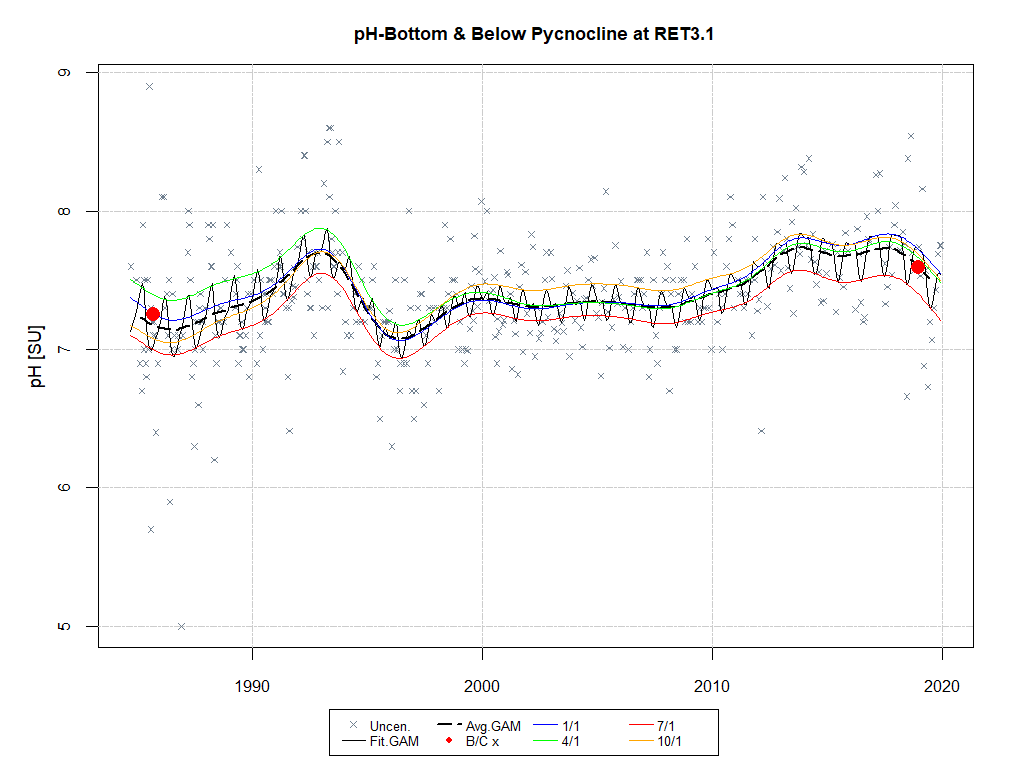 pH-Bottom & Below Pycnocline at RET3.1
pH [SU]
9
8
7
6
5
1990
2000
2010
2020
Uncen. Avg.GAM 1/1 7/1
Fit.GAM B/C x 4/1 10/1